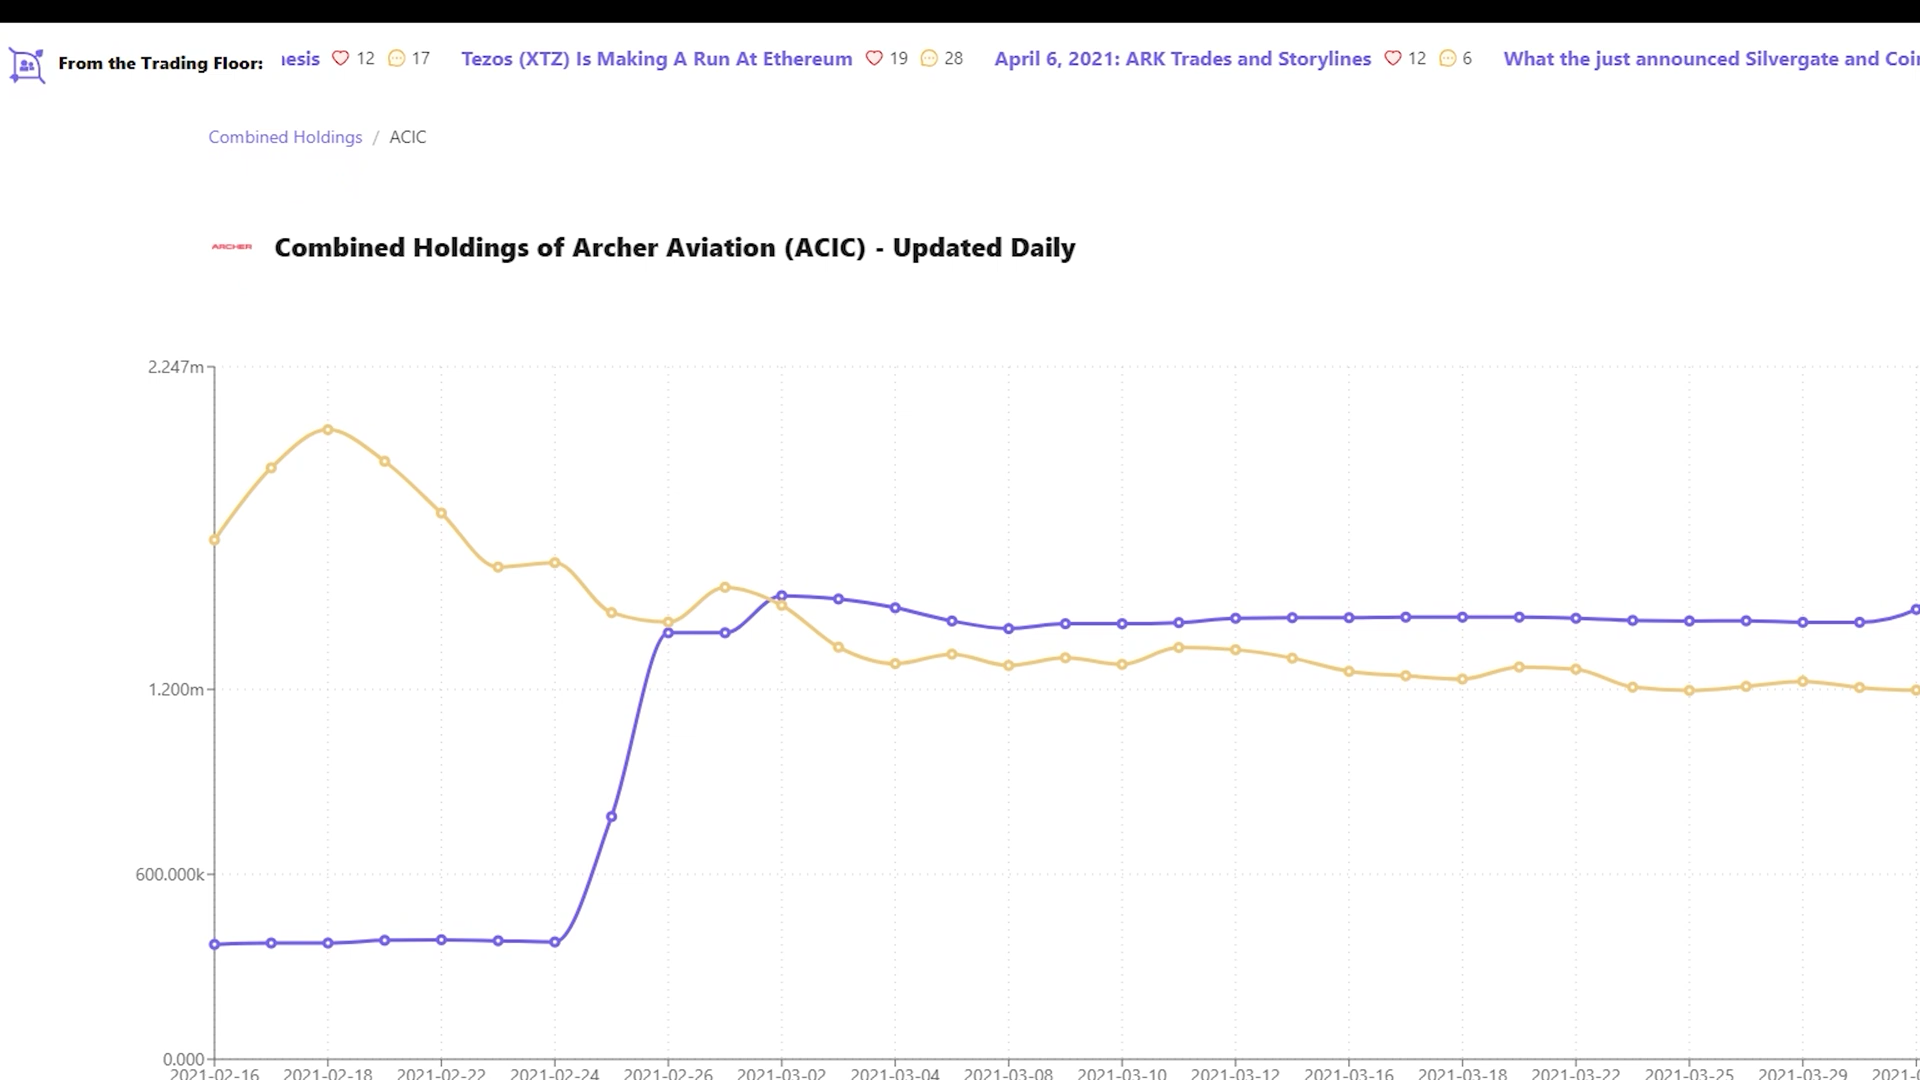 From the Trading Floor: nesis 12 17 Tezos (XTZ) Is Making A Run At Ethereum 19 28 April 6, 2021: ARK Trades and Storylines 12 6 What the just announced Silvergate and Coin
Combined Holdings / ACIC
ARCHER Combined Holdings of Archer Aviation (ACIC) - Updated Daily
2.247m
1.200m
600.000k
0.000
2021-02-16 2021-02-18 2021-02-22 2021-02-24 2021-02-26 2021-03-02 2021-03-04 2021-03-08 2021-03-10 2021-03-12 2021-03-16 2021-03-18 2021-03-22 2021-03-25 2021-03-29 2021-